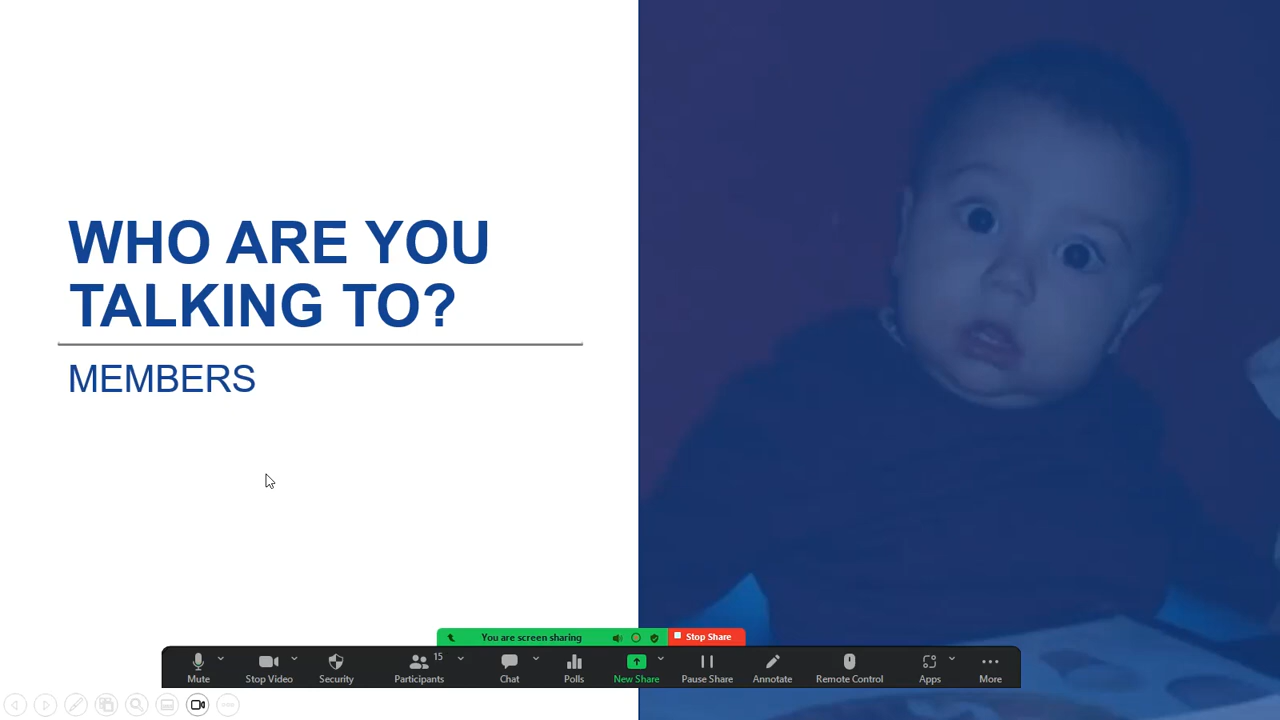 WHO ARE YOU
TALKING TO?
MEMBERS
You are screen sharing
Stop Share
Mute
Stop Video
Security
Participants
15
Chat
Polls
New Share
Pause Share
Annotate
Remote Control
Apps
More